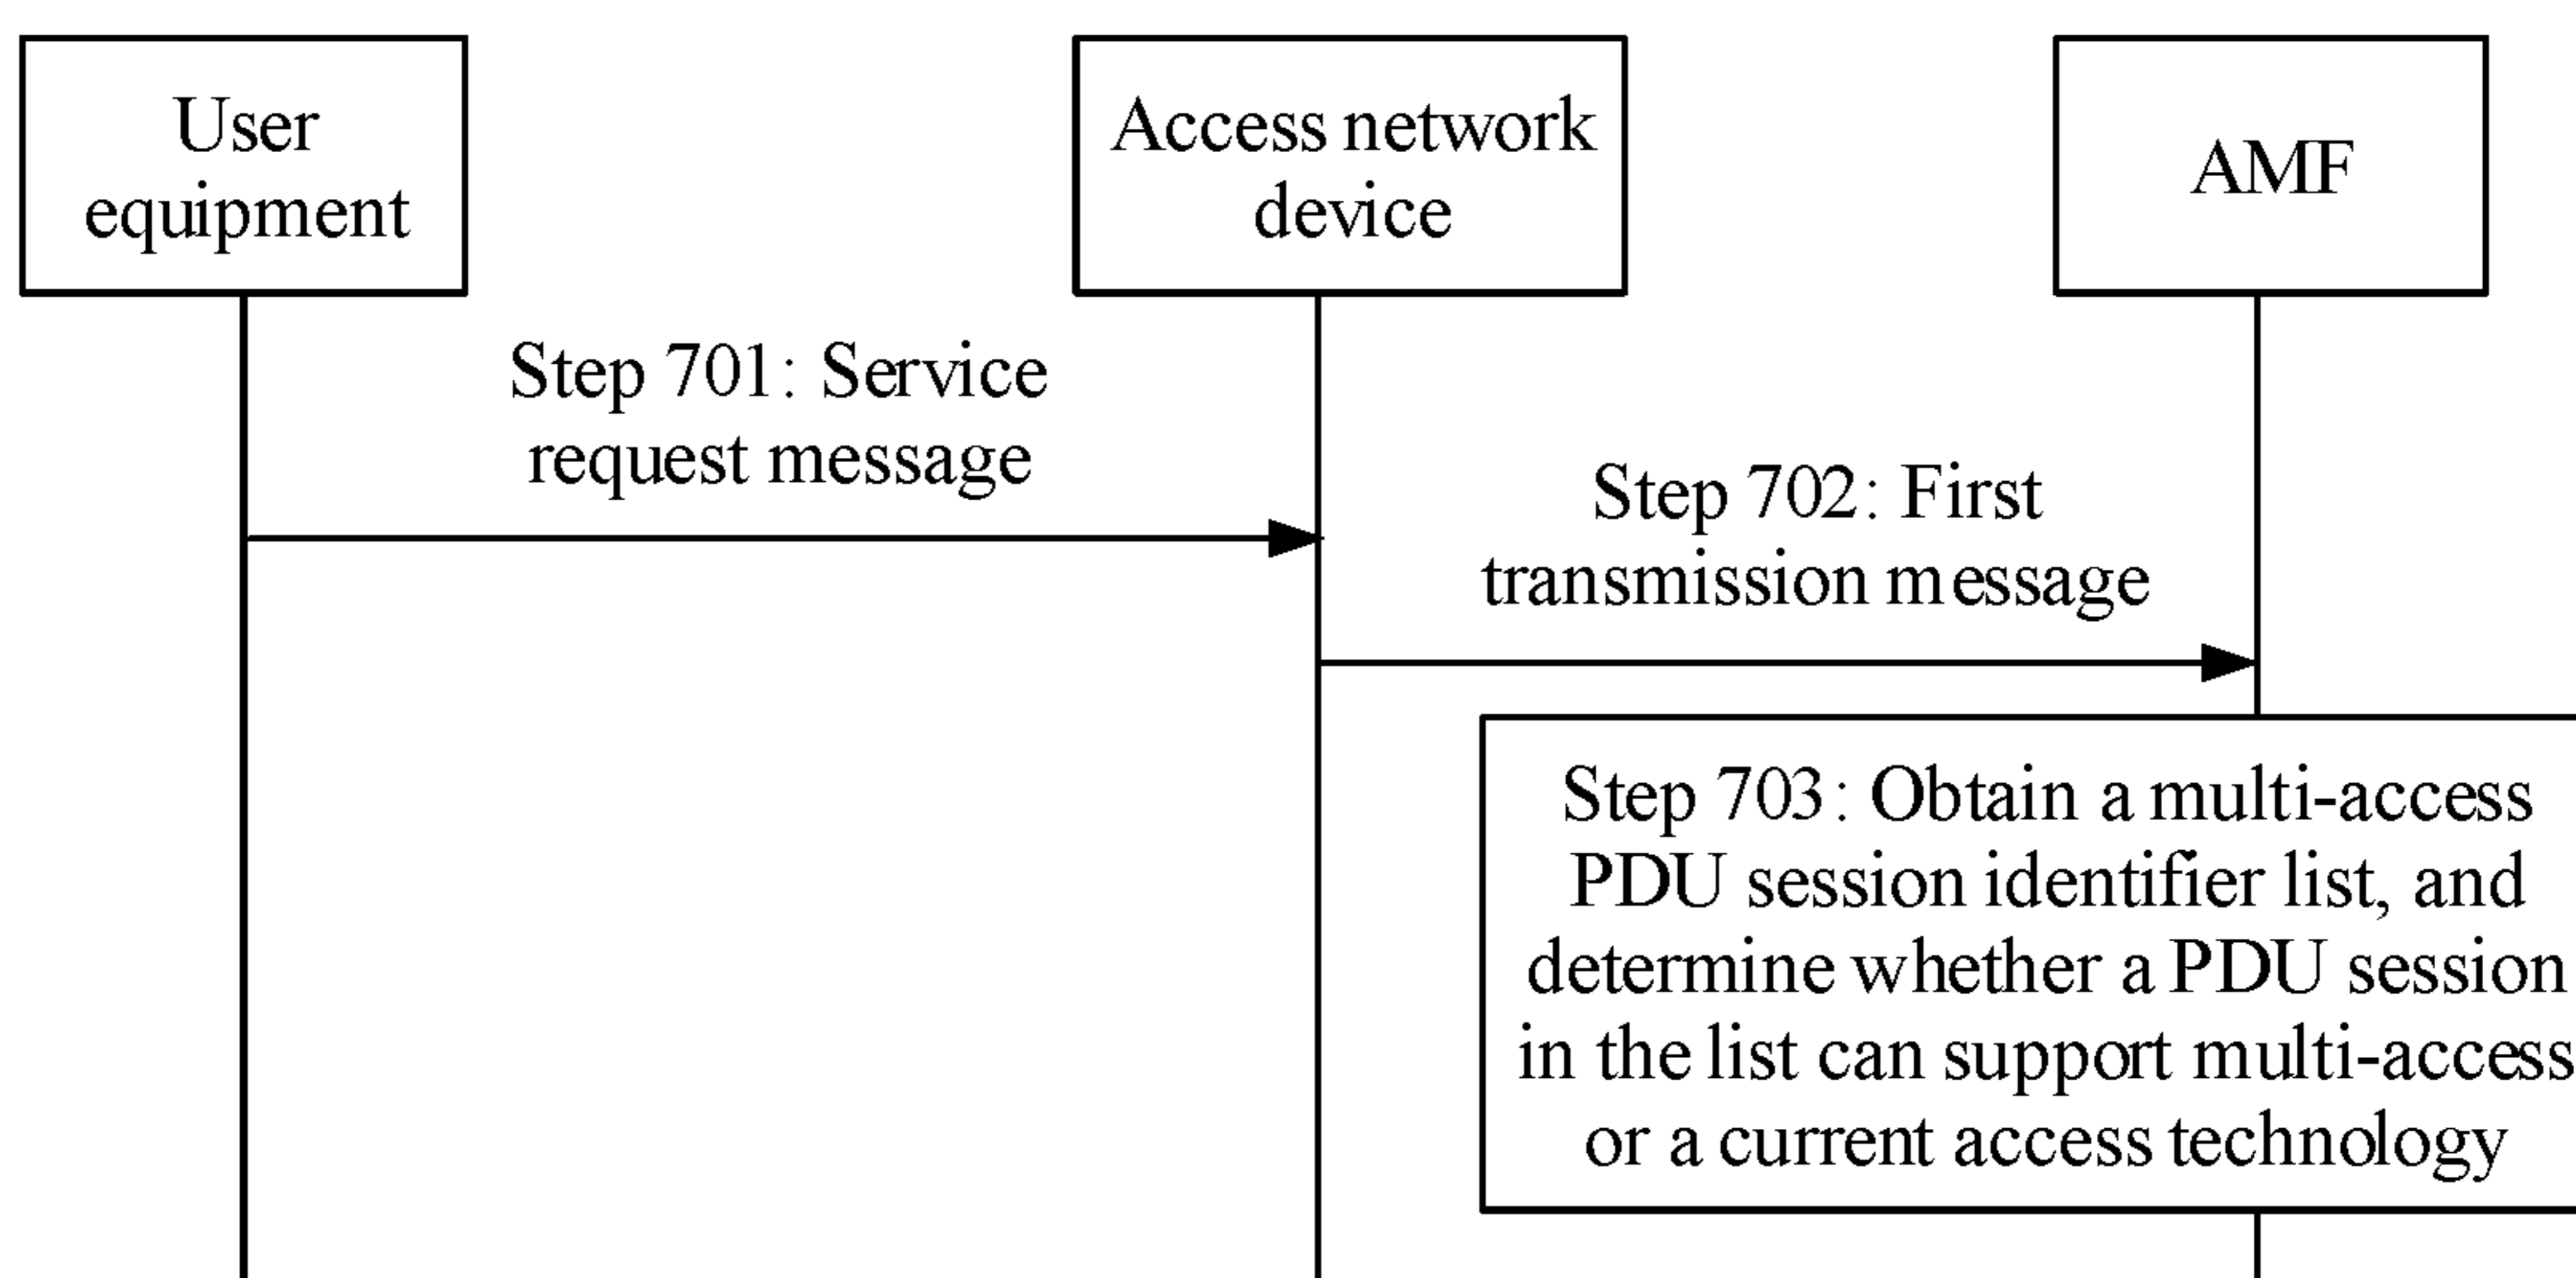 User
equipment
Access network
device
AMF
Step 701: Service
request message
Step 702: First
transmission message
Step 703: Obtain a multi-access
PDU session identifier list, and
determine whether a PDU session
in the list can support multi-access
or a current access technology